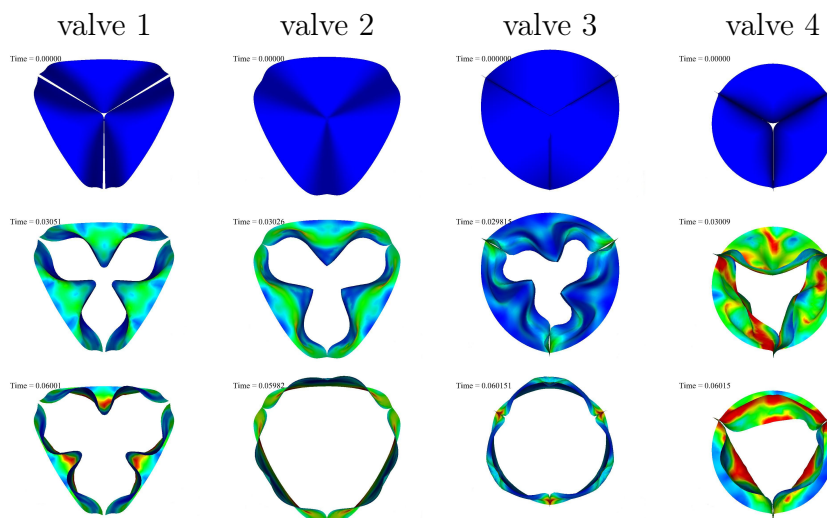 valve 1 valve 2 valve 3 valve 4
Time = 0.00000 Time = 0.00000 Time = 0.000000 Time = 0.00000
Time = 0.03051 Time = 0.03026 Time = 0.029815 Time = 0.03009
Time = 0.06001 Time = 0.05982 Time = 0.060151 Time = 0.06015